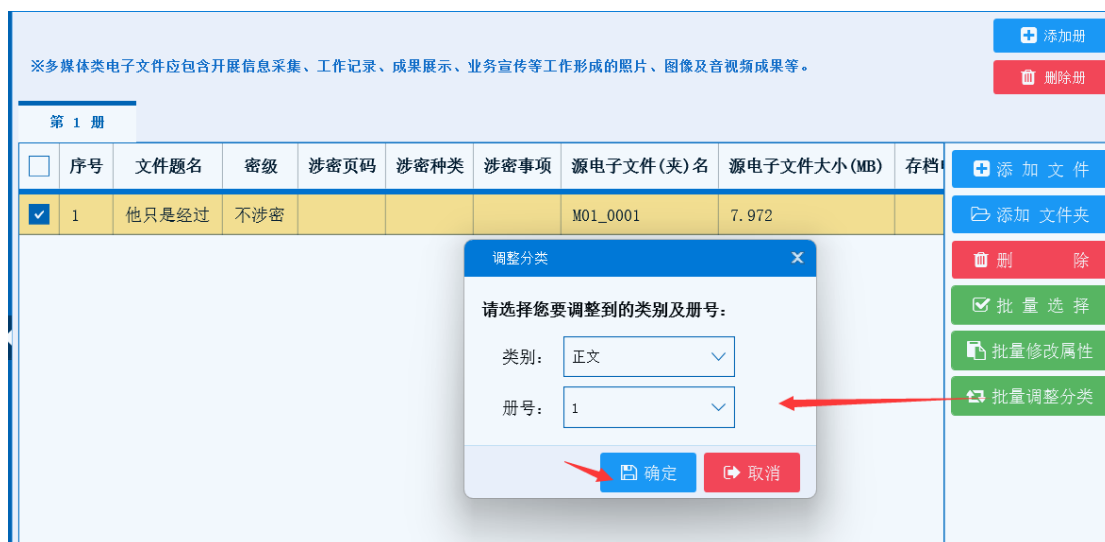 添加册
※多媒体类电子文件应包含开展信息采集、工作记录、成果展示、业务宣传等工作形成的照片、图像及音视频成果等。
删除册
第 1 册
序号 文件题名 密级 涉密页码 涉密种类 涉密事项 源电子文件(夹)名 源电子文件大小(MB) 存档
添 加 文 件
1 他只是经过 不涉密 M01_0001 7.972
添加 文件夹
调整分类
删 除
请选择您要调整到的类别及册号：
批 量 选 择
类别： 正文
批量修改属性
册号： 1
批量调整分类
确定 取消